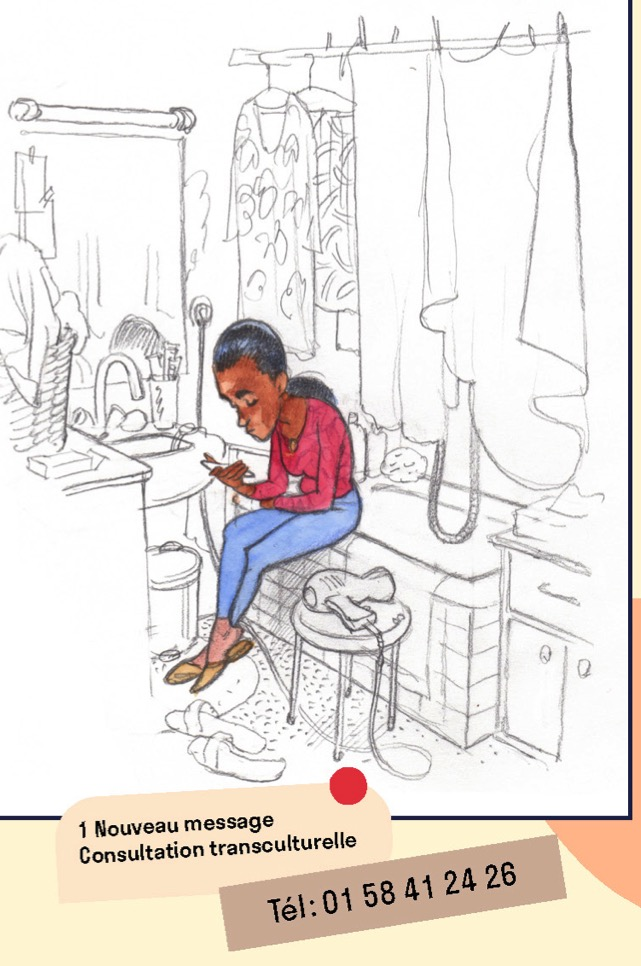 1 Nouveau message
Consultation transculturelle
Tél: 01 58 41 24 26